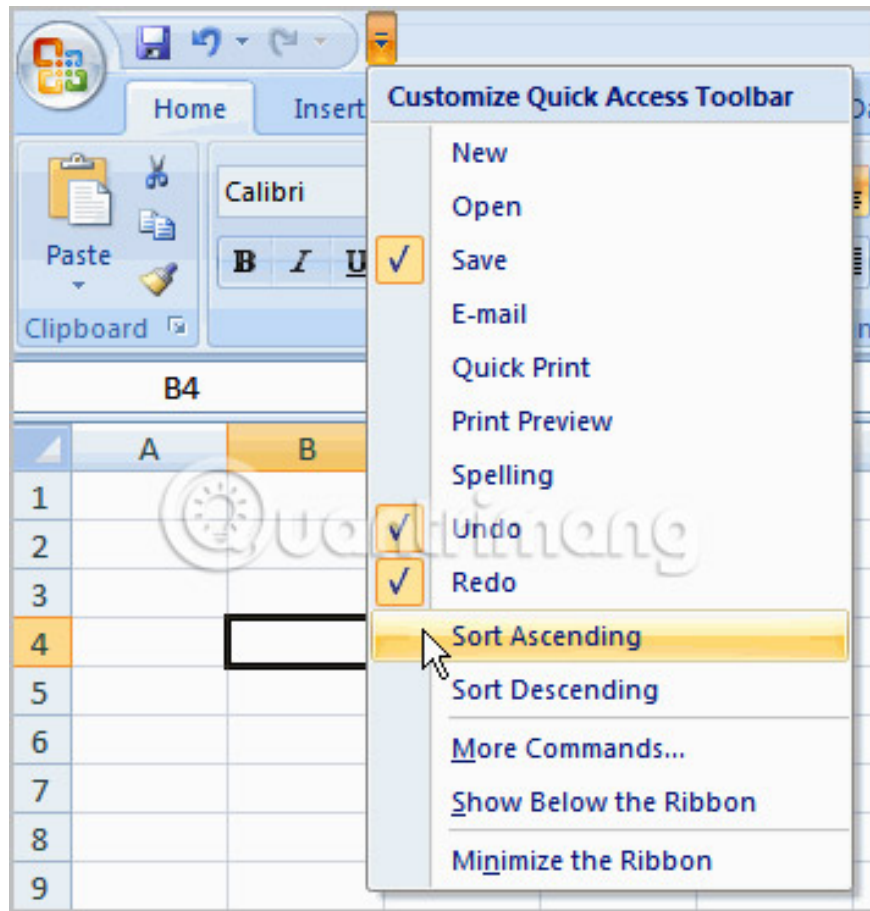 Home Insert
Customize Quick Access Toolbar
New
Open
Save
E-mail
Quick Print
Print Preview
Spelling
Undo
Redo
Sort Ascending
Sort Descending
More Commands...
Show Below the Ribbon
Minimize the Ribbon
Calibri
Paste
B I U
Clipboard
B4
A B
1
2
3
4
5
6
7
8
9
Quantrimang